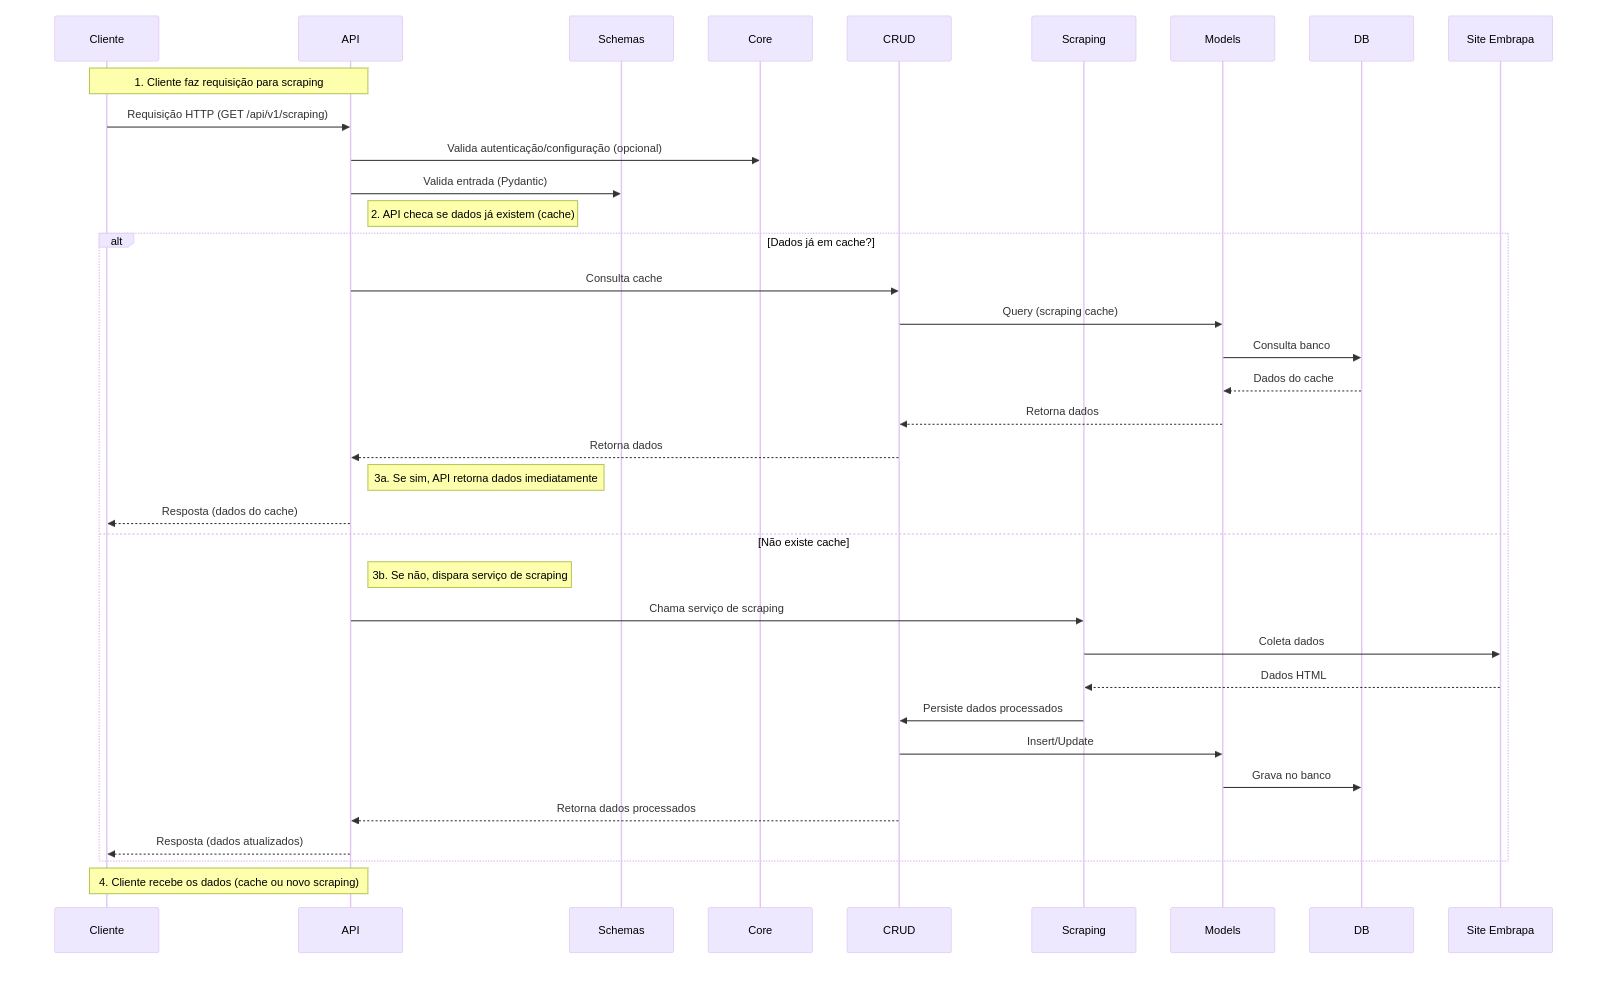 Cliente
API
Schemas
Core
CRUD
Scraping
Models
DB
Site Embrapa
1. Cliente faz requisição para scraping
Requisição HTTP (GET /api/v1/scraping)
Valida autenticação/configuração (opcional)
Valida entrada (Pydantic)
2. API checa se dados já existem (cache)
alt
[Dados já em cache?]
Consulta cache
Query (scraping cache)
Consulta banco
Dados do cache
Retorna dados
Retorna dados
3a. Se sim, API retorna dados imediatamente
Resposta (dados do cache)
[Não existe cache]
3b. Se não, dispara serviço de scraping
Chama serviço de scraping
Coleta dados
Dados HTML
Persiste dados processados
Insert/Update
Grava no banco
Retorna dados processados
Resposta (dados atualizados)
4. Cliente recebe os dados (cache ou novo scraping)
Cliente
API
Schemas
Core
CRUD
Scraping
Models
DB
Site Embrapa